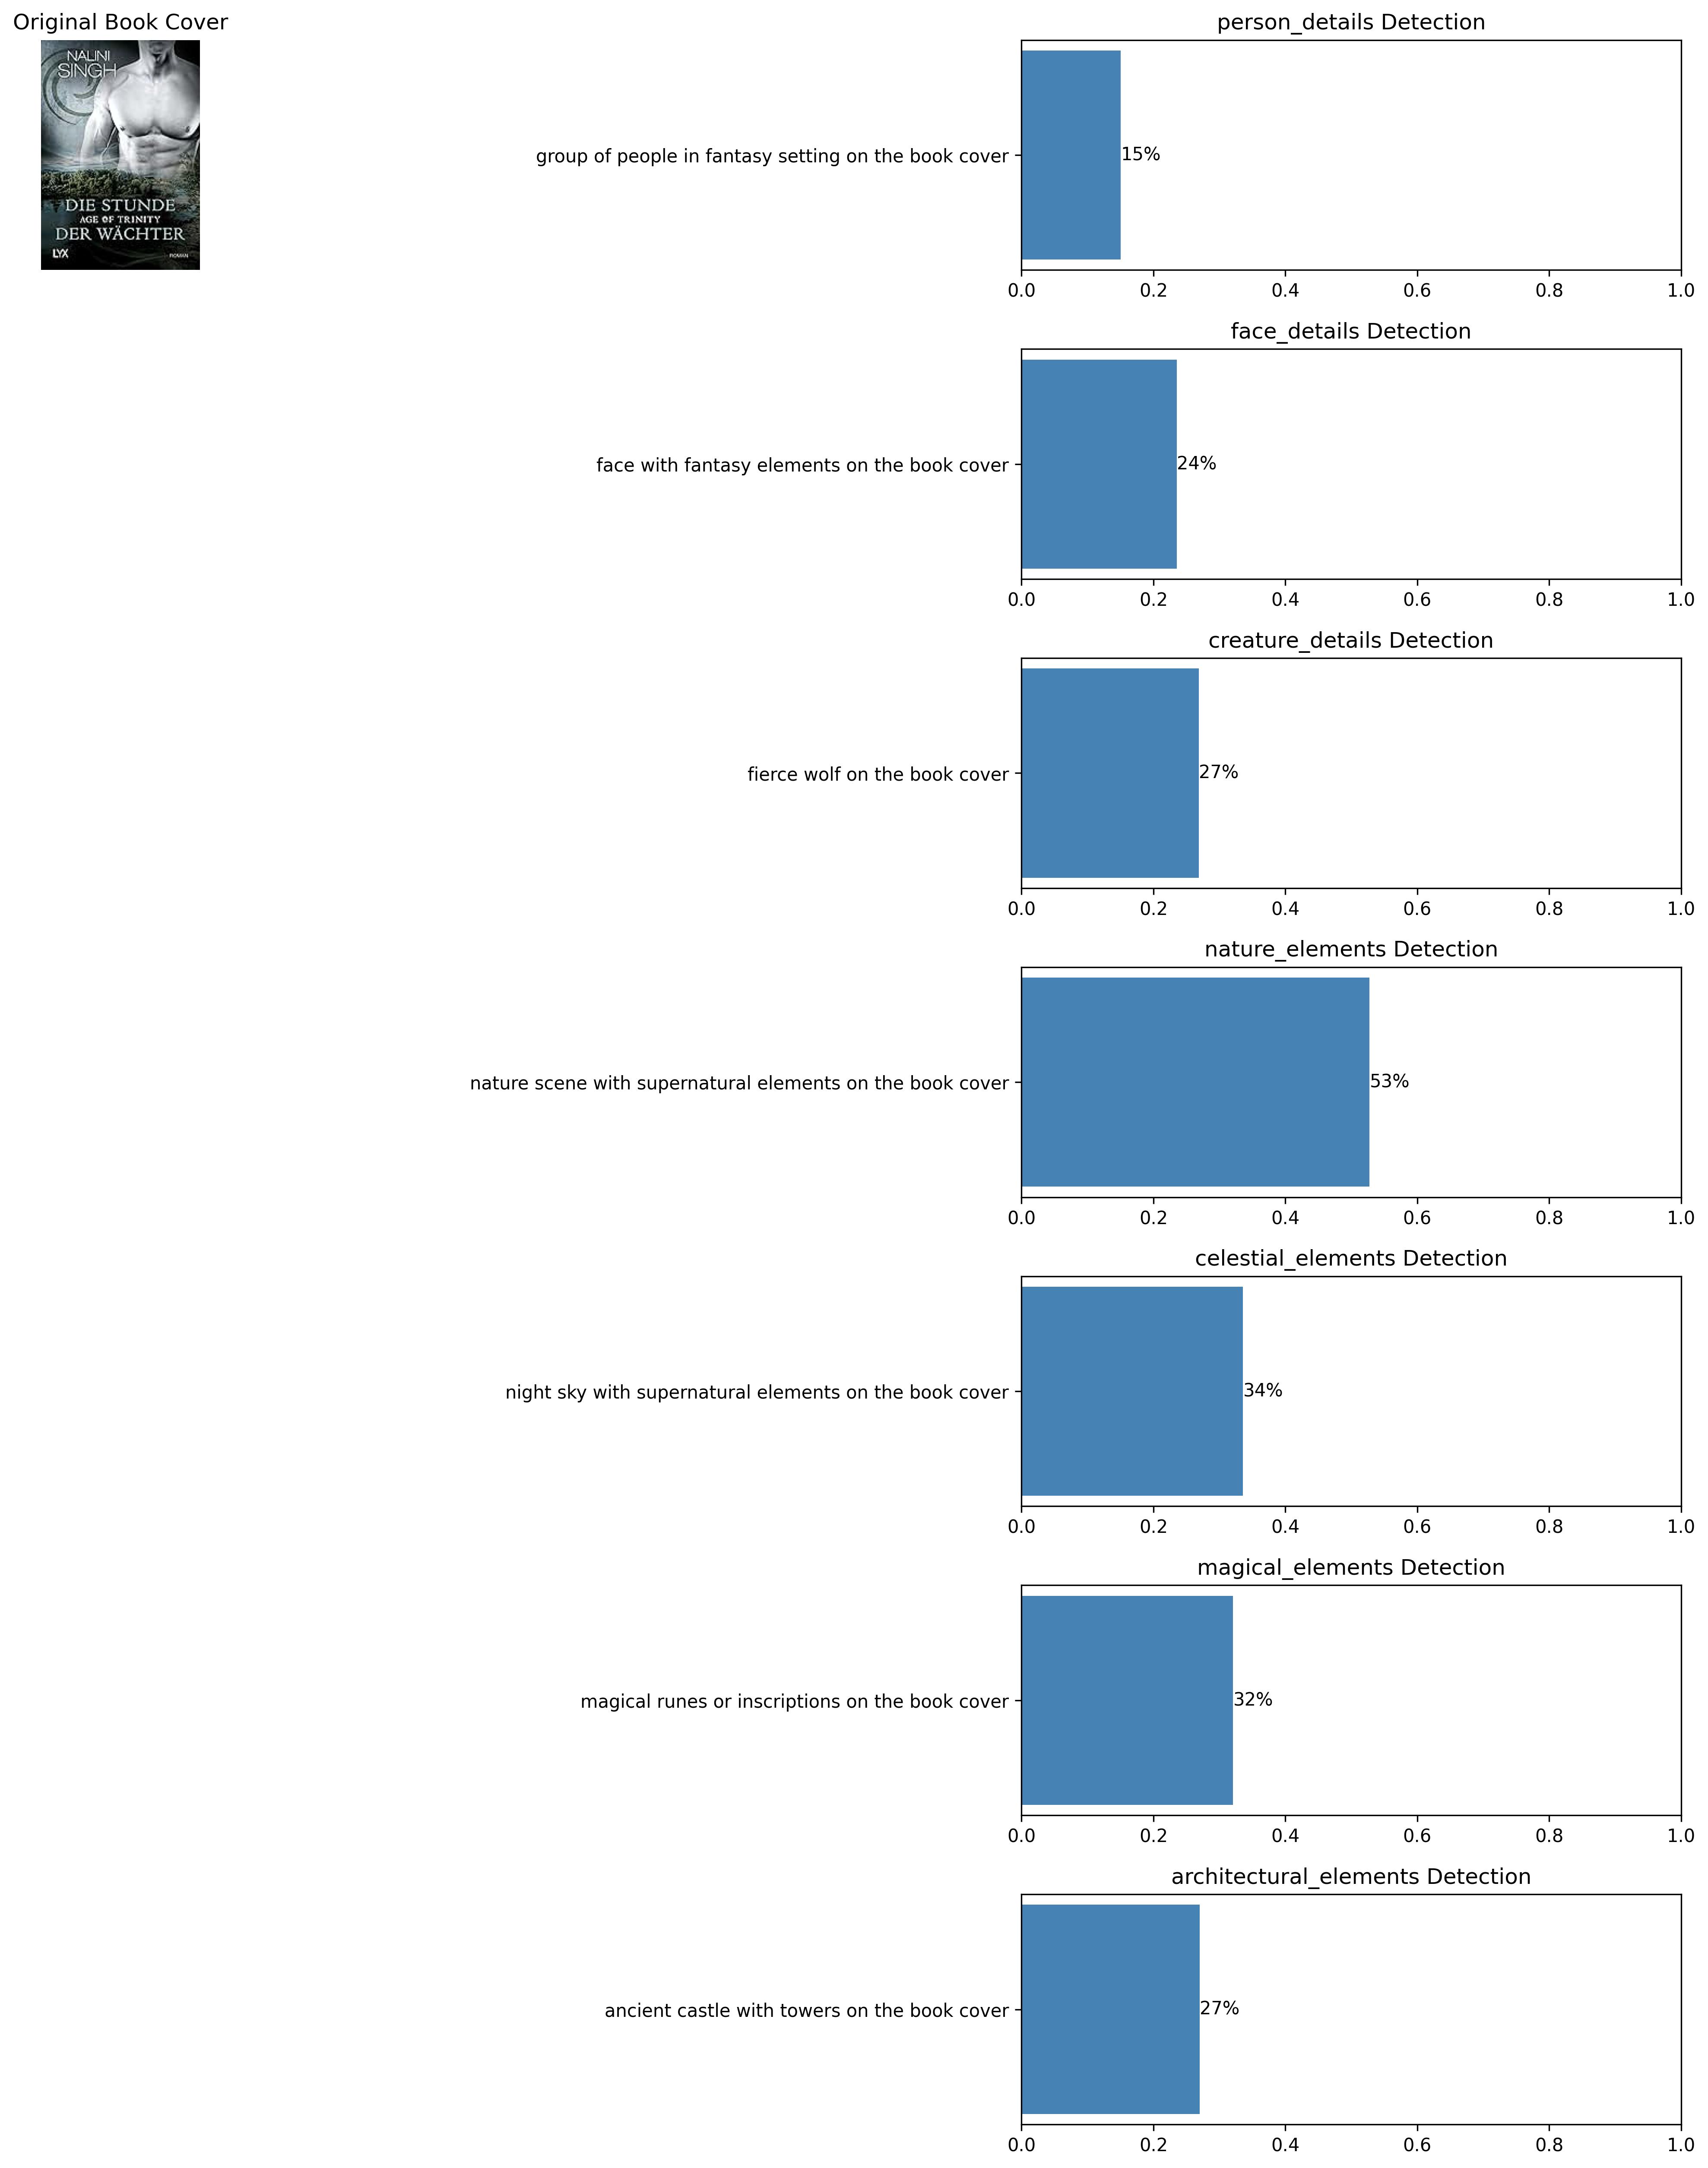 Original Book Cover
NALINI
SINGH
DIE STUNDE
AGE OF TRINITY
DER WÄCHTER
LYX
ROMAN
person_details Detection
group of people in fantasy setting on the book cover
15%
0.0 0.2 0.4 0.6 0.8 1.0
face_details Detection
face with fantasy elements on the book cover
24%
0.0 0.2 0.4 0.6 0.8 1.0
creature_details Detection
fierce wolf on the book cover
27%
0.0 0.2 0.4 0.6 0.8 1.0
nature_elements Detection
nature scene with supernatural elements on the book cover
53%
0.0 0.2 0.4 0.6 0.8 1.0
celestial_elements Detection
night sky with supernatural elements on the book cover
34%
0.0 0.2 0.4 0.6 0.8 1.0
magical_elements Detection
magical runes or inscriptions on the book cover
32%
0.0 0.2 0.4 0.6 0.8 1.0
architectural_elements Detection
ancient castle with towers on the book cover
27%
0.0 0.2 0.4 0.6 0.8 1.0